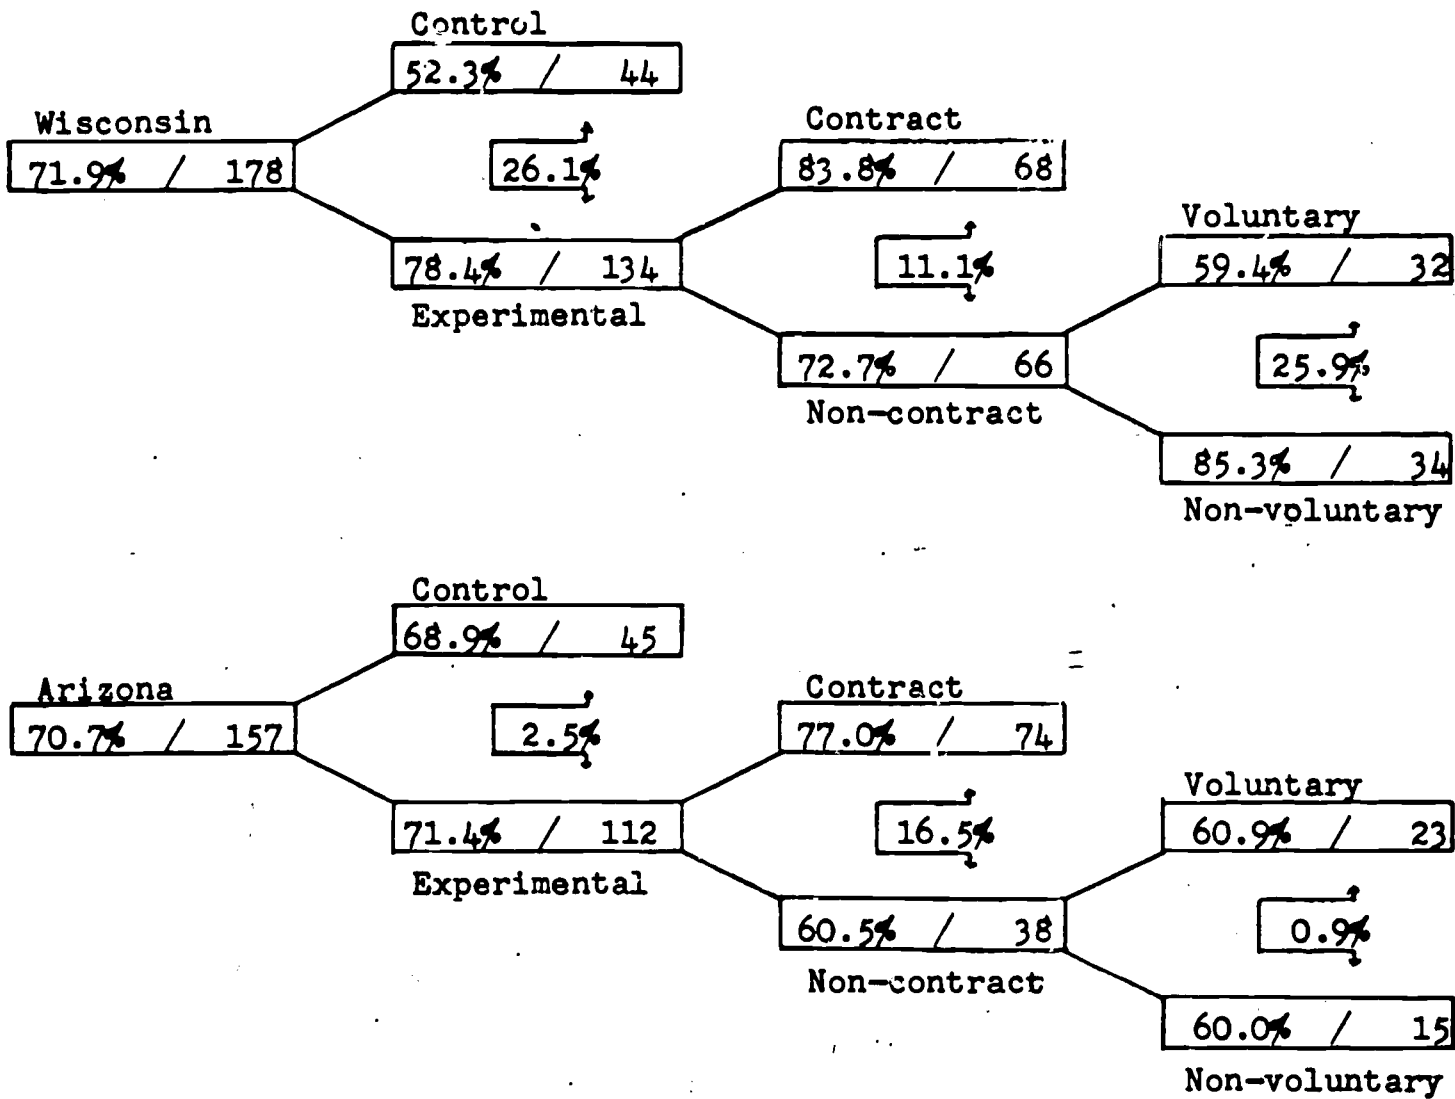 Control
52.3% / 44
Wisconsin
71.9% / 178
26.1%
Contract
83.8% / 68
78.4% / 134
Experimental
11.1%
Voluntary
59.4% / 32
72.7% / 66
Non-contract
25.9%
85.3% / 34
Non-voluntary
Control
68.9% / 45
Arizona
70.7% / 157
2.5%
Contract
77.0% / 74
71.4% / 112
Experimental
16.5%
Voluntary
60.9% / 23
60.5% / 38
Non-contract
0.9%
60.0% / 15
Non-voluntary